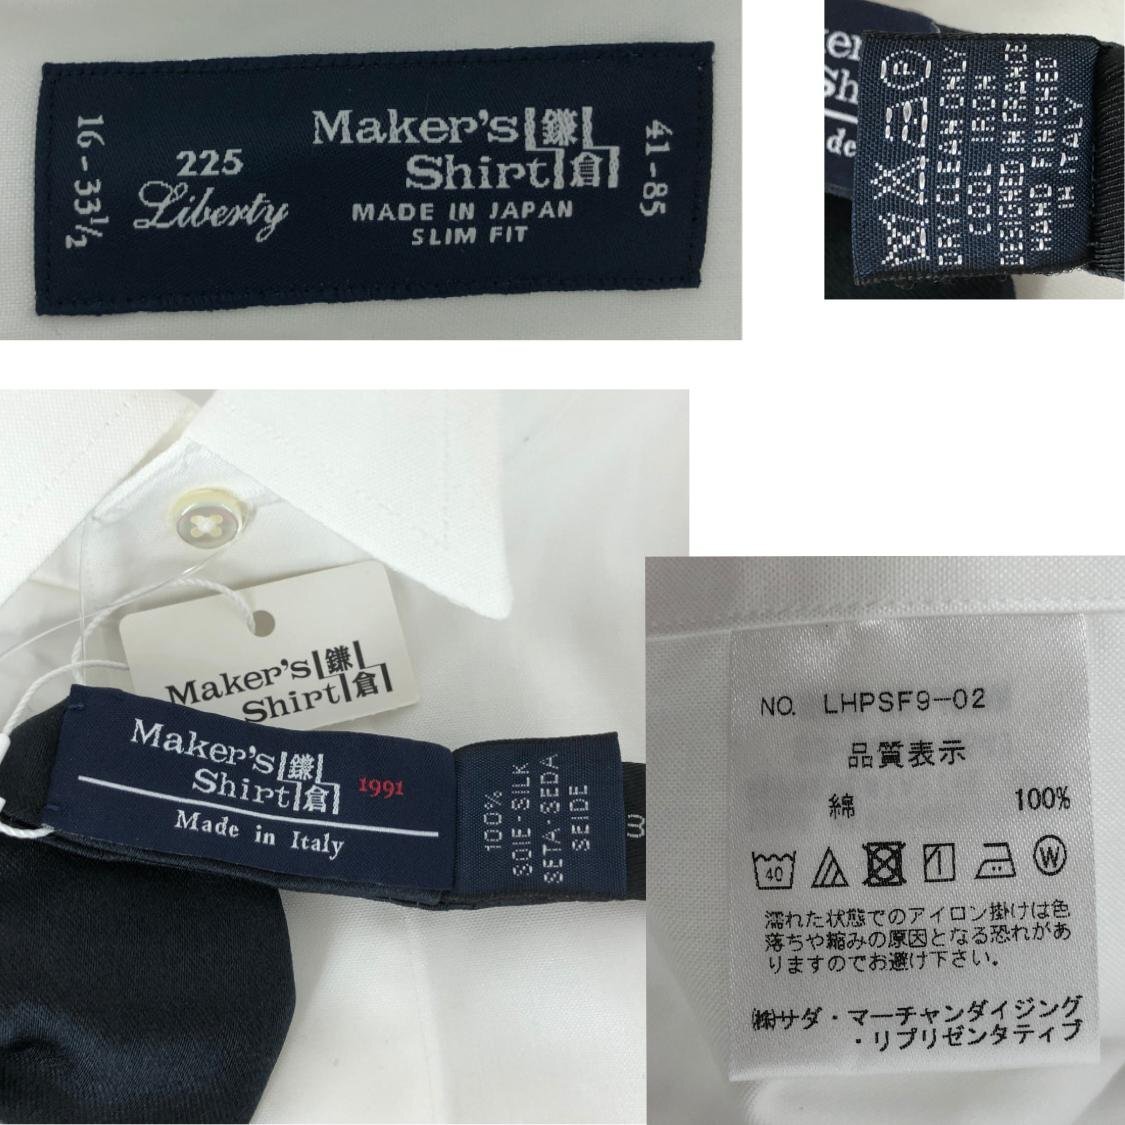 16-33½
225
Liberty
Maker's 鎌
Shirt 倉
MADE IN JAPAN
SLIM FIT
41-85
ker
Sh
de
DRY CLEAN ONLY
COOL IRON
DESIGNED IN FRANCE
HAND FINISHED
IN ITALY
Maker's 鎌
Shirt 倉
Maker's 鎌
Shirt 倉
1991
Made in Italy
100%
SOIE-SILK
SETA-SEDA
SEIDE
3
NO. LHPSF9-02
品質表示
綿 100%
40
W
濡れた状態でのアイロン掛けは色
落ちや縮みの原因となる恐れがあ
りますのでお避け下さい。
㈱サダ・マーチャンダイジング
・リプリゼンタティブ